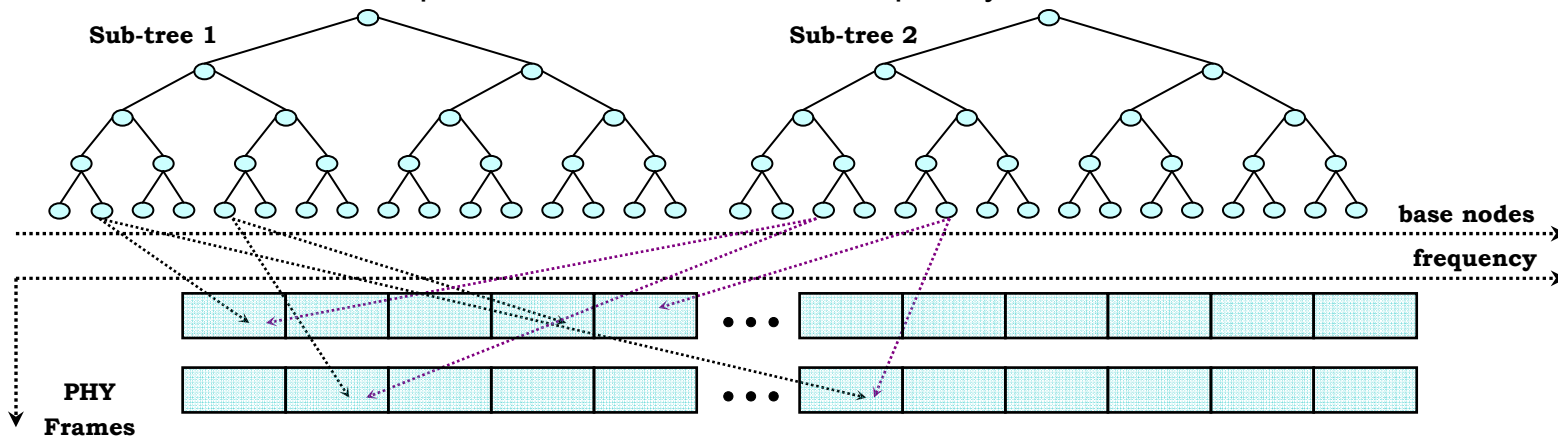 Sub-tree 1
Sub-tree 2
base nodes
frequency
PHY
Frames